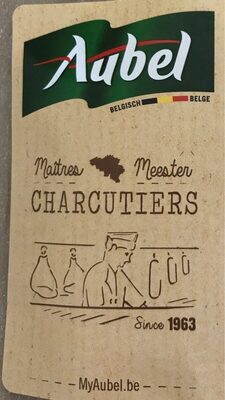 Aubel
BELGISCH BELGE
Maîtres Meester
CHARCUTIERS
Since 1963
MyAubel.be